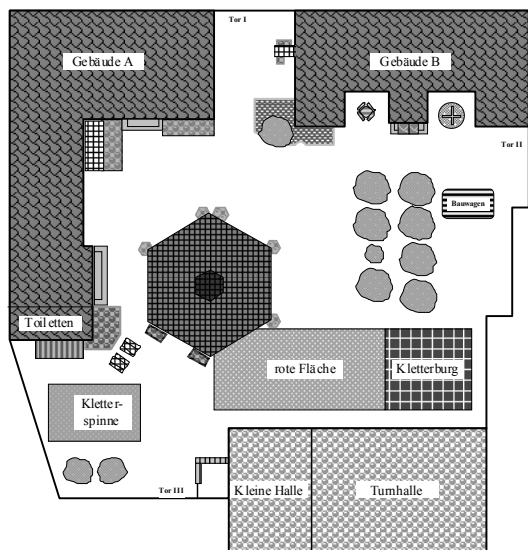 Tor I
Gebäude A
Gebäude B
Tor II
Bauwagen
Toiletten
rote Fläche
Kletterburg
Kletter-
spinne
Tor III
Kleine Halle
Turnhalle